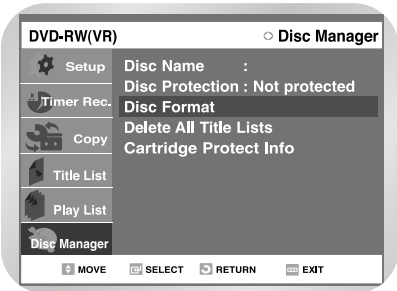 DVD-RW(VR)
Disc Manager
Setup
Disc Name :
Disc Protection : Not protected
Timer Rec.
Disc Format
Delete All Title Lists
Copy
Cartridge Protect Info
Title List
Play List
Disc Manager
MOVE SELECT RETURN EXIT